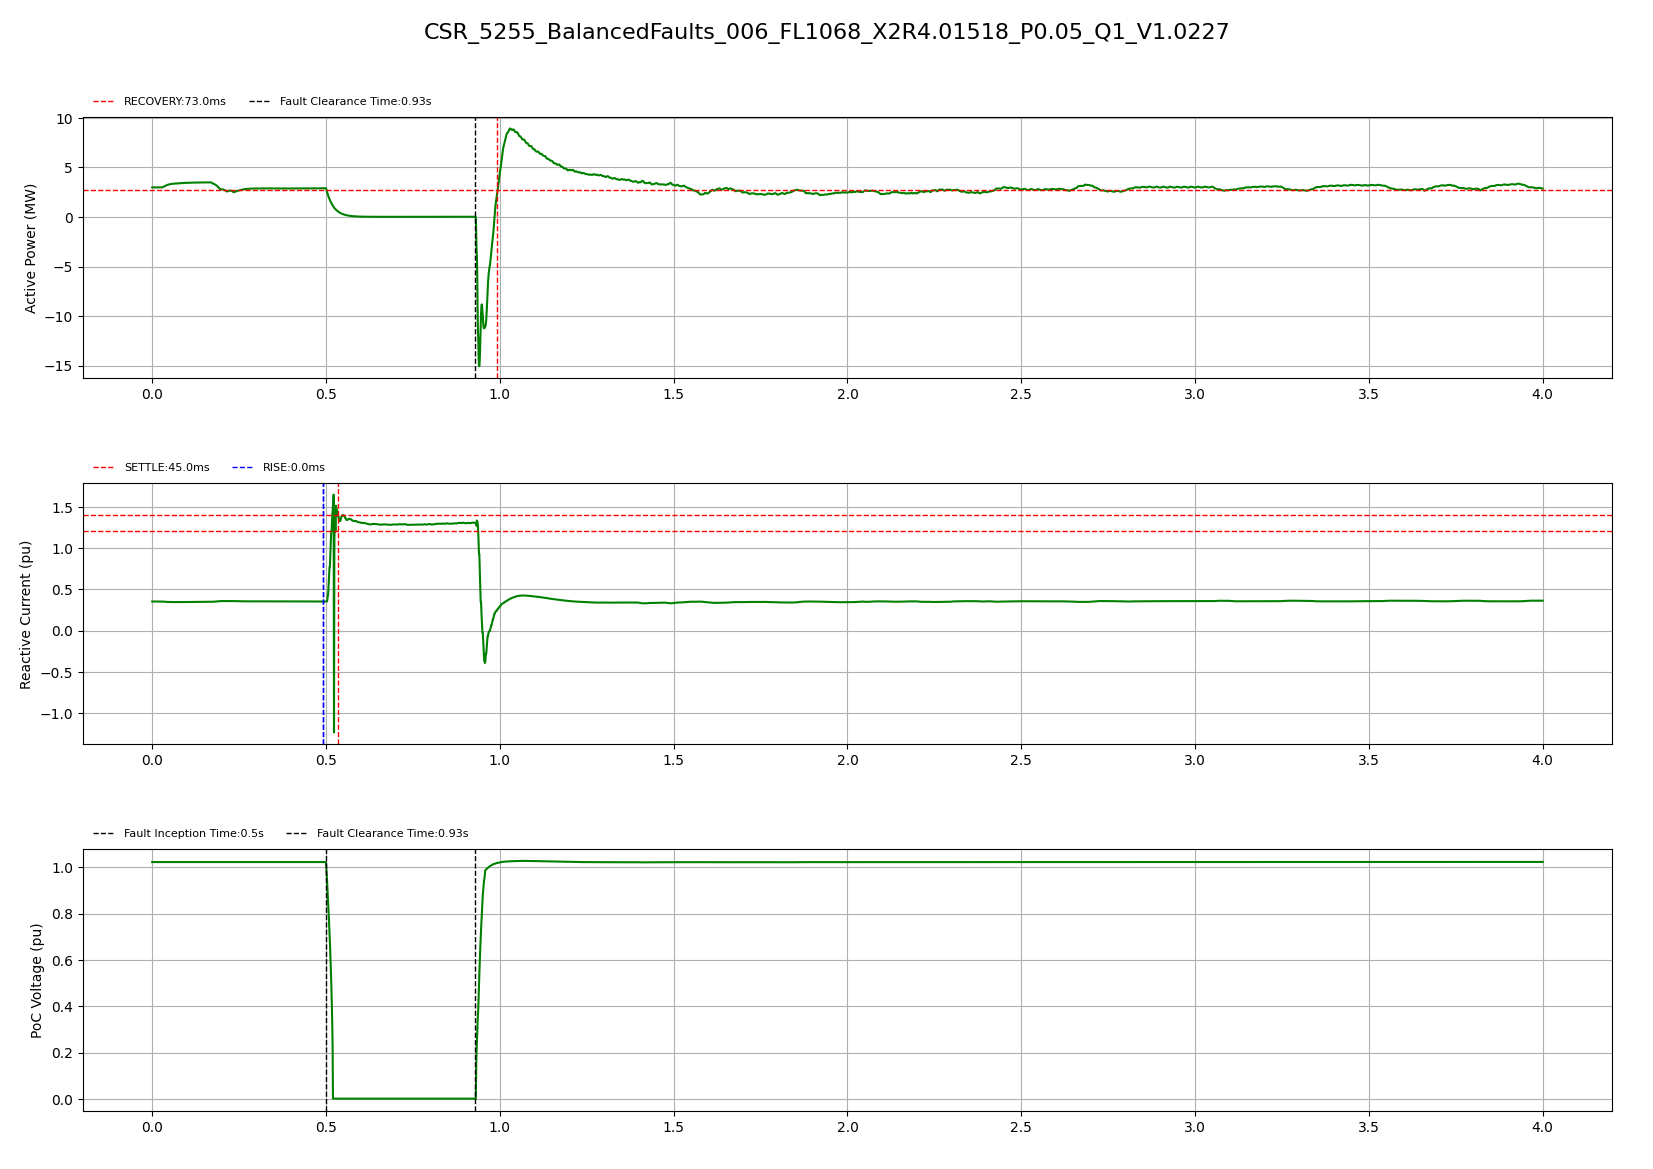 CSR_5255_BalancedFaults_006_FL1068_X2R4.01518_P0.05_Q1_V1.0227
RECOVERY:73.0ms Fault Clearance Time:0.93s
Active Power (MW)
10
5
0
−5
−10
−15
0.0 0.5 1.0 1.5 2.0 2.5 3.0 3.5 4.0
SETTLE:45.0ms RISE:0.0ms
Reactive Current (pu)
1.5
1.0
0.5
0.0
−0.5
−1.0
0.0 0.5 1.0 1.5 2.0 2.5 3.0 3.5 4.0
Fault Inception Time:0.5s Fault Clearance Time:0.93s
PoC Voltage (pu)
1.0
0.8
0.6
0.4
0.2
0.0
0.0 0.5 1.0 1.5 2.0 2.5 3.0 3.5 4.0